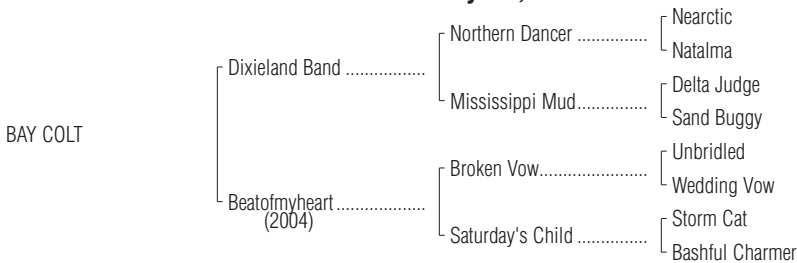 Nearctic
Northern Dancer ...............
Natalma
Dixieland Band .................
Delta Judge
Mississippi Mud...............
Sand Buggy
BAY COLT
Unbridled
Broken Vow.......................
Wedding Vow
Beatofmyheart ...................
(2004)
Storm Cat
Saturday's Child ...............
Bashful Charmer